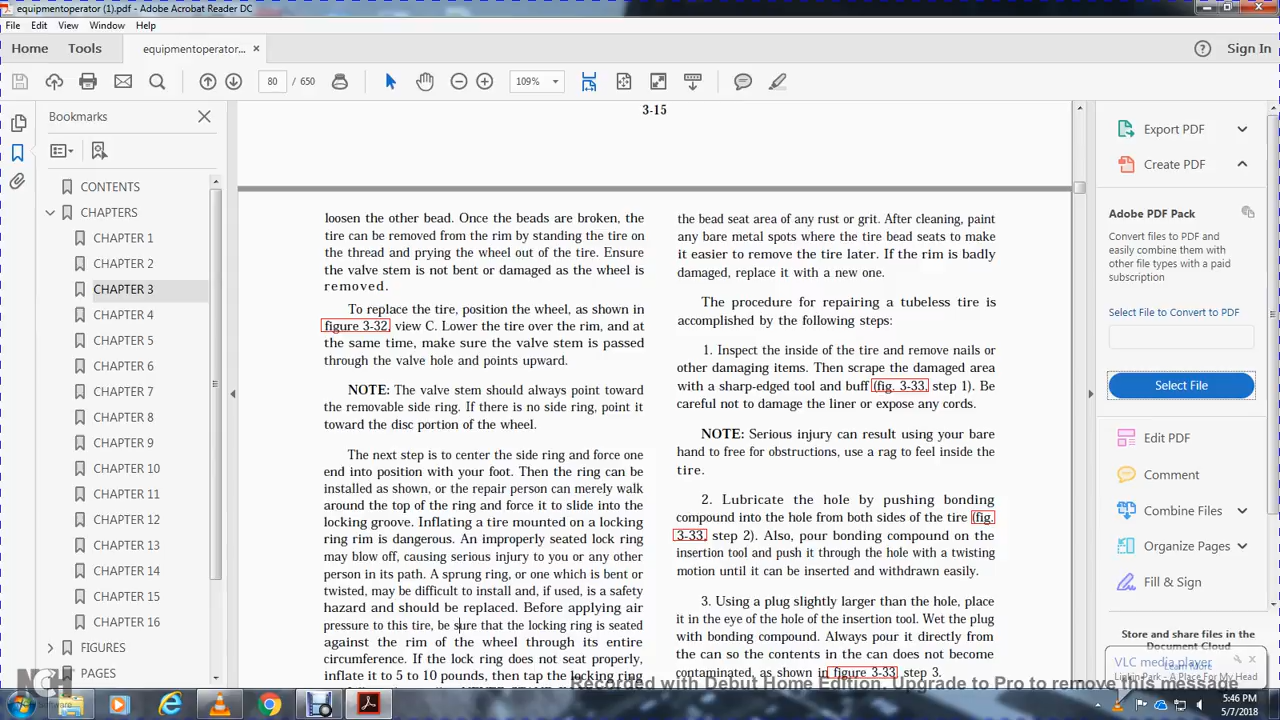 equipmentoperator (1).pdf - Adobe Acrobat Reader DC
File Edit View Window Help
Home Tools equipmentoperator... Sign In
80 / 650 109%
Bookmarks
CONTENTS
CHAPTERS
CHAPTER 1
CHAPTER 2
CHAPTER 3
CHAPTER 4
CHAPTER 5
CHAPTER 6
CHAPTER 7
CHAPTER 8
CHAPTER 9
CHAPTER 10
CHAPTER 11
CHAPTER 12
CHAPTER 13
CHAPTER 14
CHAPTER 15
CHAPTER 16
FIGURES
PAGES
3-15
loosen the other bead. Once the beads are broken, the
tire can be removed from the rim by standing the tire on
the thread and prying the wheel out of the tire. Ensure
the valve stem is not bent or damaged as the wheel is
removed.
To replace the tire, position the wheel, as shown in
figure 3-32, view C. Lower the tire over the rim, and at
the same time, make sure the valve stem is passed
through the valve hole and points upward.
NOTE: The valve stem should always point toward
the removable side ring. If there is no side ring, point it
toward the disc portion of the wheel.
The next step is to center the side ring and force one
end into position with your foot. Then the ring can be
installed as shown, or the repair person can merely walk
around the top of the ring and force it to slide into the
locking groove. Inflating a tire mounted on a locking
ring rim is dangerous. An improperly seated lock ring
may blow off, causing serious injury to you or any other
person in its path. A sprung ring, or one which is bent or
twisted, may be difficult to install and, if used, is a safety
hazard and should be replaced. Before applying air
pressure to this tire, be sure that the locking ring is seated
against the rim of the wheel through its entire
circumference. If the lock ring does not seat properly,
inflate it to 5 to 10 pounds, then tap the locking ring
the bead seat area of any rust or grit. After cleaning, paint
any bare metal spots where the tire bead seats to make
it easier to remove the tire later. If the rim is badly
damaged, replace it with a new one.
The procedure for repairing a tubeless tire is
accomplished by the following steps:
1. Inspect the inside of the tire and remove nails or
other damaging items. Then scrape the damaged area
with a sharp-edged tool and buff (fig. 3-33, step 1). Be
careful not to damage the liner or expose any cords.
NOTE: Serious injury can result using your bare
hand to free for obstructions, use a rag to feel inside the
tire.
2. Lubricate the hole by pushing bonding
compound into the hole from both sides of the tire (fig.
3-33, step 2). Also, pour bonding compound on the
insertion tool and push it through the hole with a twisting
motion until it can be inserted and withdrawn easily.
3. Using a plug slightly larger than the hole, place
it in the eye of the hole of the insertion tool. Wet the plug
with bonding compound. Always pour it directly from
the can so the contents in the can does not become
contaminated, as shown in figure 3-33 step 3.
Export PDF
Create PDF
Adobe PDF Pack
Convert files to PDF and
easily combine them with
other file types with a paid
subscription
Select File to Convert to PDF
Select File
Edit PDF
Comment
Combine Files
Organize Pages
Fill & Sign
Store and share files in the
Document Cloud
Learn More
VLC media player
Linkin Park - A Place For My Head
NCH Software
Recorded with Debut Home Edition. Upgrade to Pro to remove this message
5:46 PM
5/7/2018